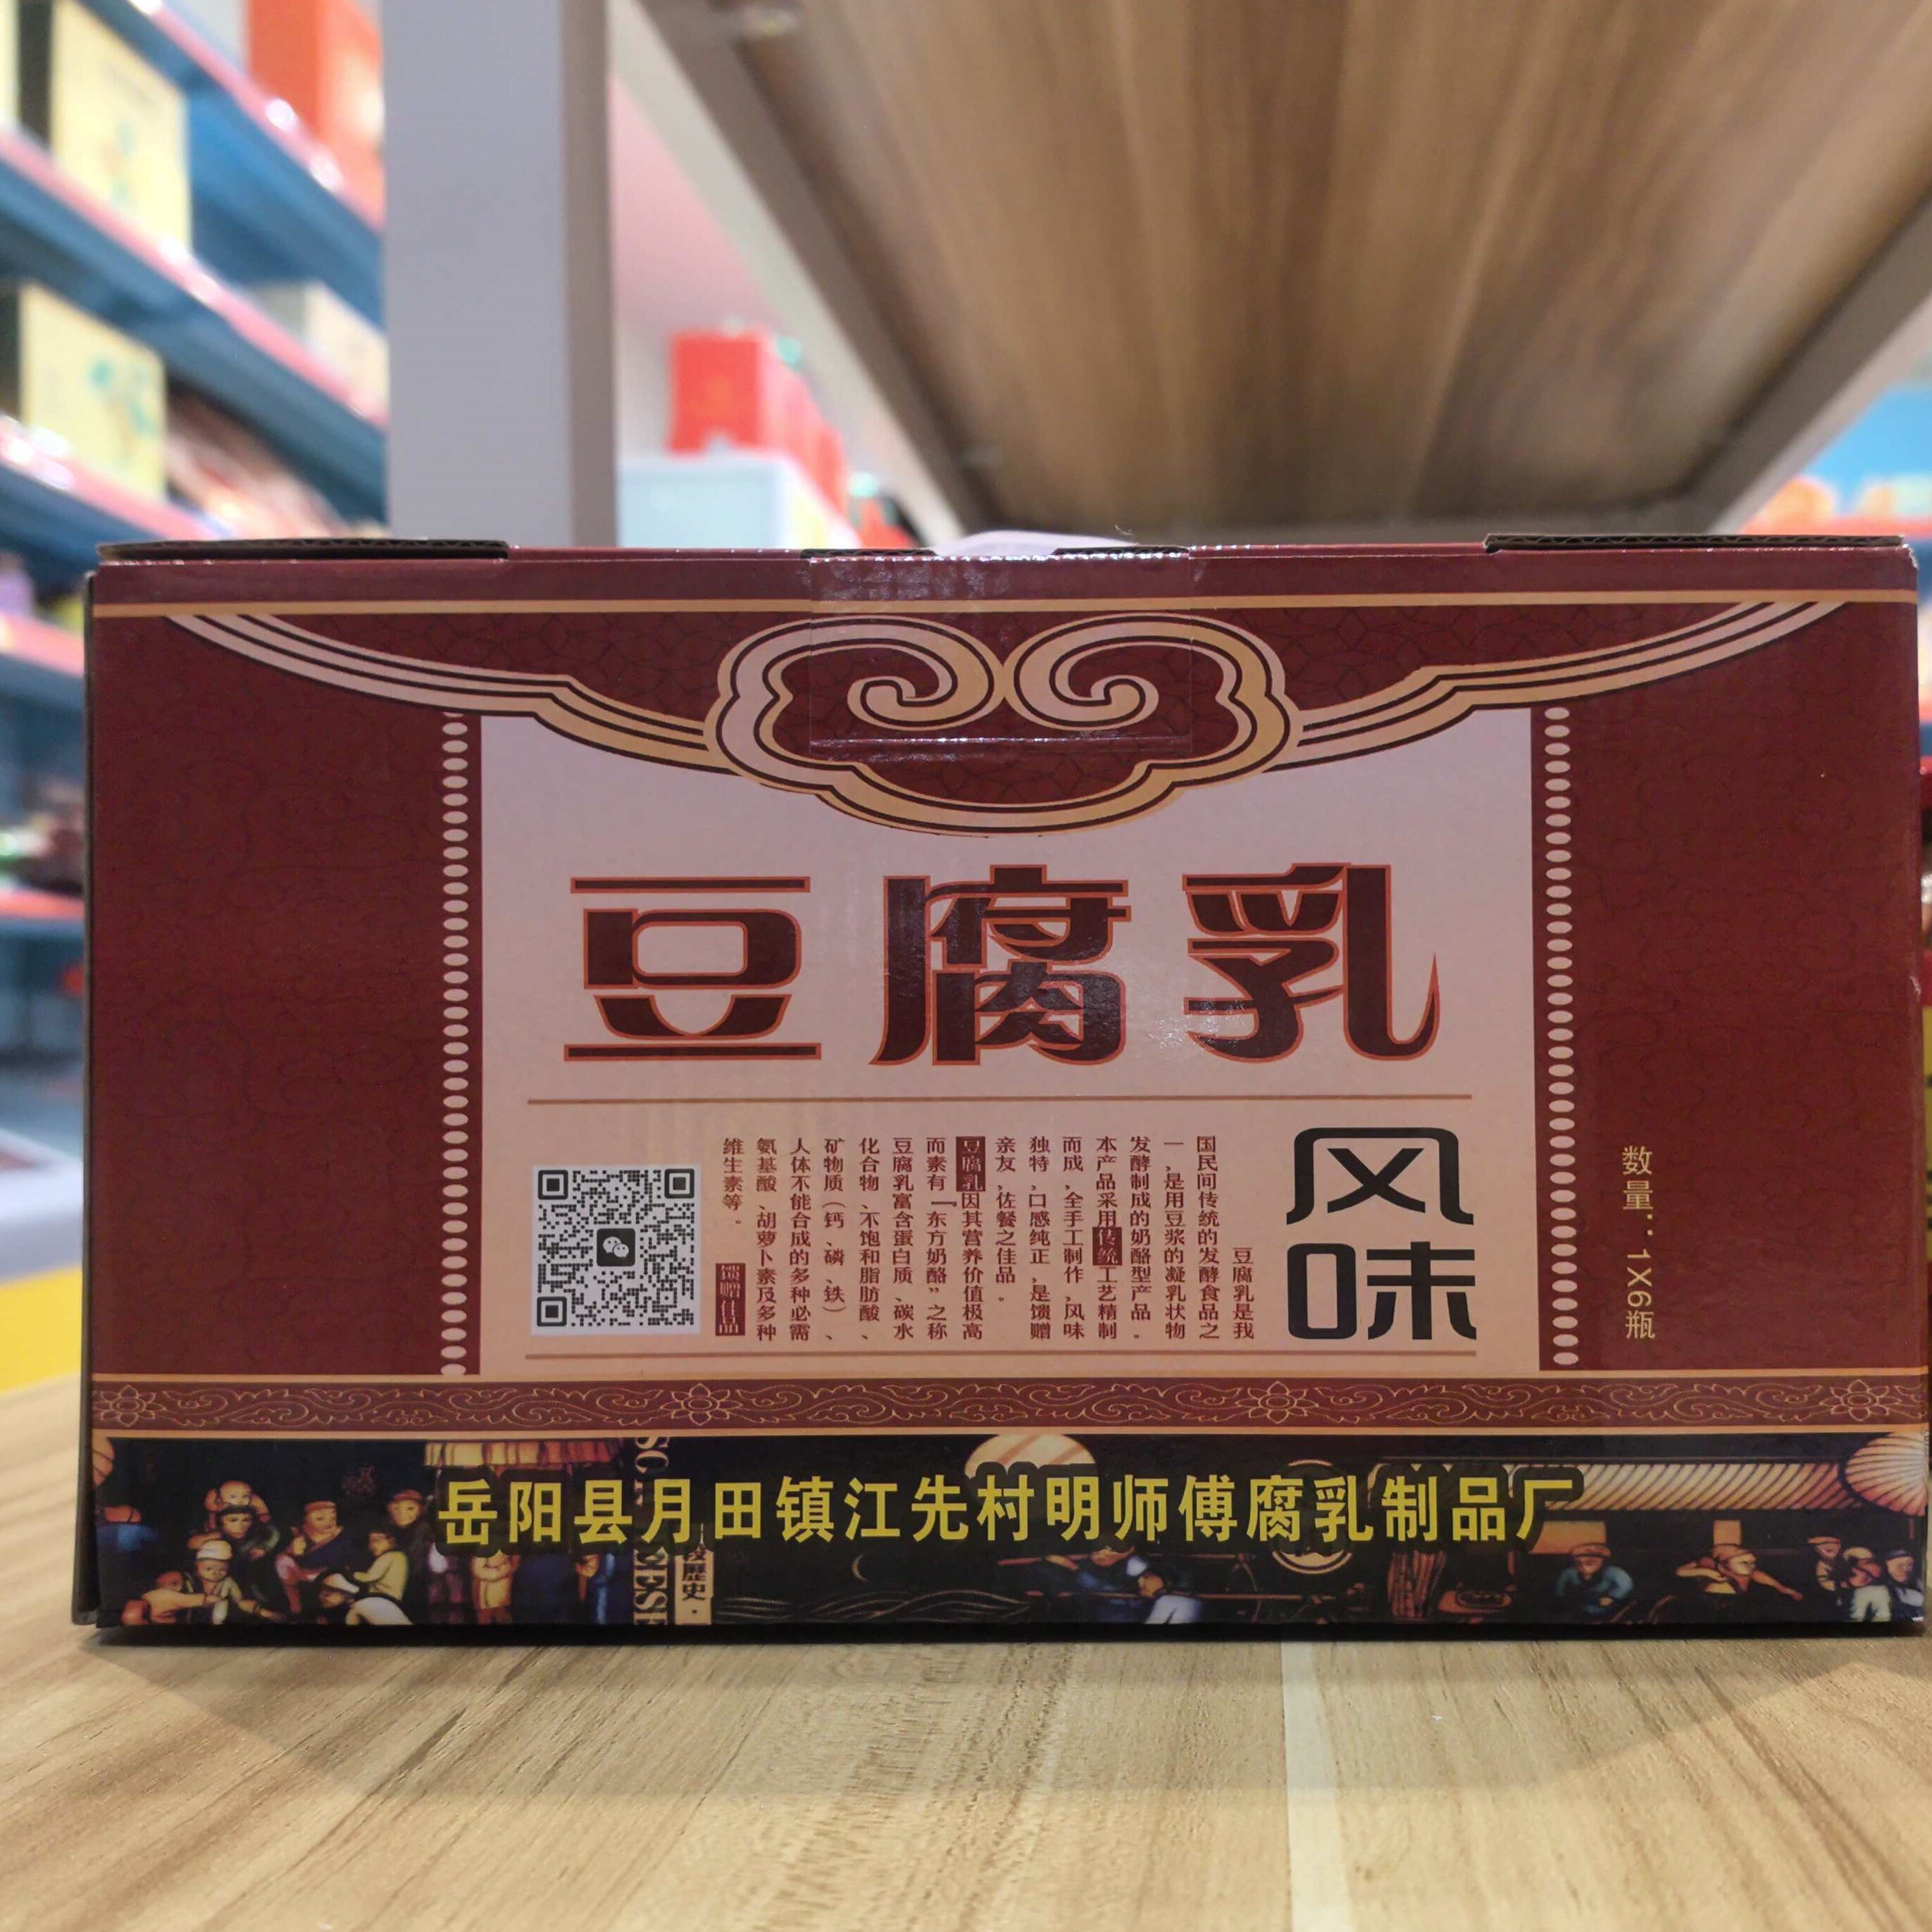 豆腐乳
风味
豆腐乳是我
国民间传统的发酵食品之
一,是用豆浆的凝乳状物
发酵制成的奶酪型产品。
本产品采用传统工艺精制
而成,全手工制作,风味
独特,口感纯正,是馈赠
亲友,佐餐之佳品。
豆腐乳因其营养价值极高
而素有『东方奶酪”之称
豆腐乳富含蛋白质、碳水
化合物、不饱和脂肪酸、
矿物质(钙、磷、铁)、
人体不能合成的多种必需
氨基酸、胡萝卜素及多种
维生素等。
馈赠佳品
数量:1X6瓶
岳阳县月田镇江先村明师傅腐乳制品厂